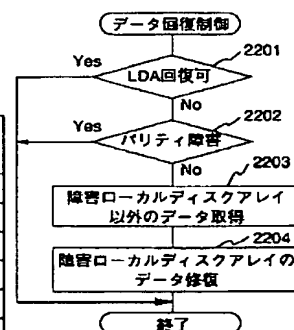 データ回復制御
2201
Yes
LDA回復可
No
2202
Yes
パリティ障害
No
2203
障害ローカルディスクアレイ
以外のデータ取得
2204
障害ローカルディスクアレイの
データ修復
終了